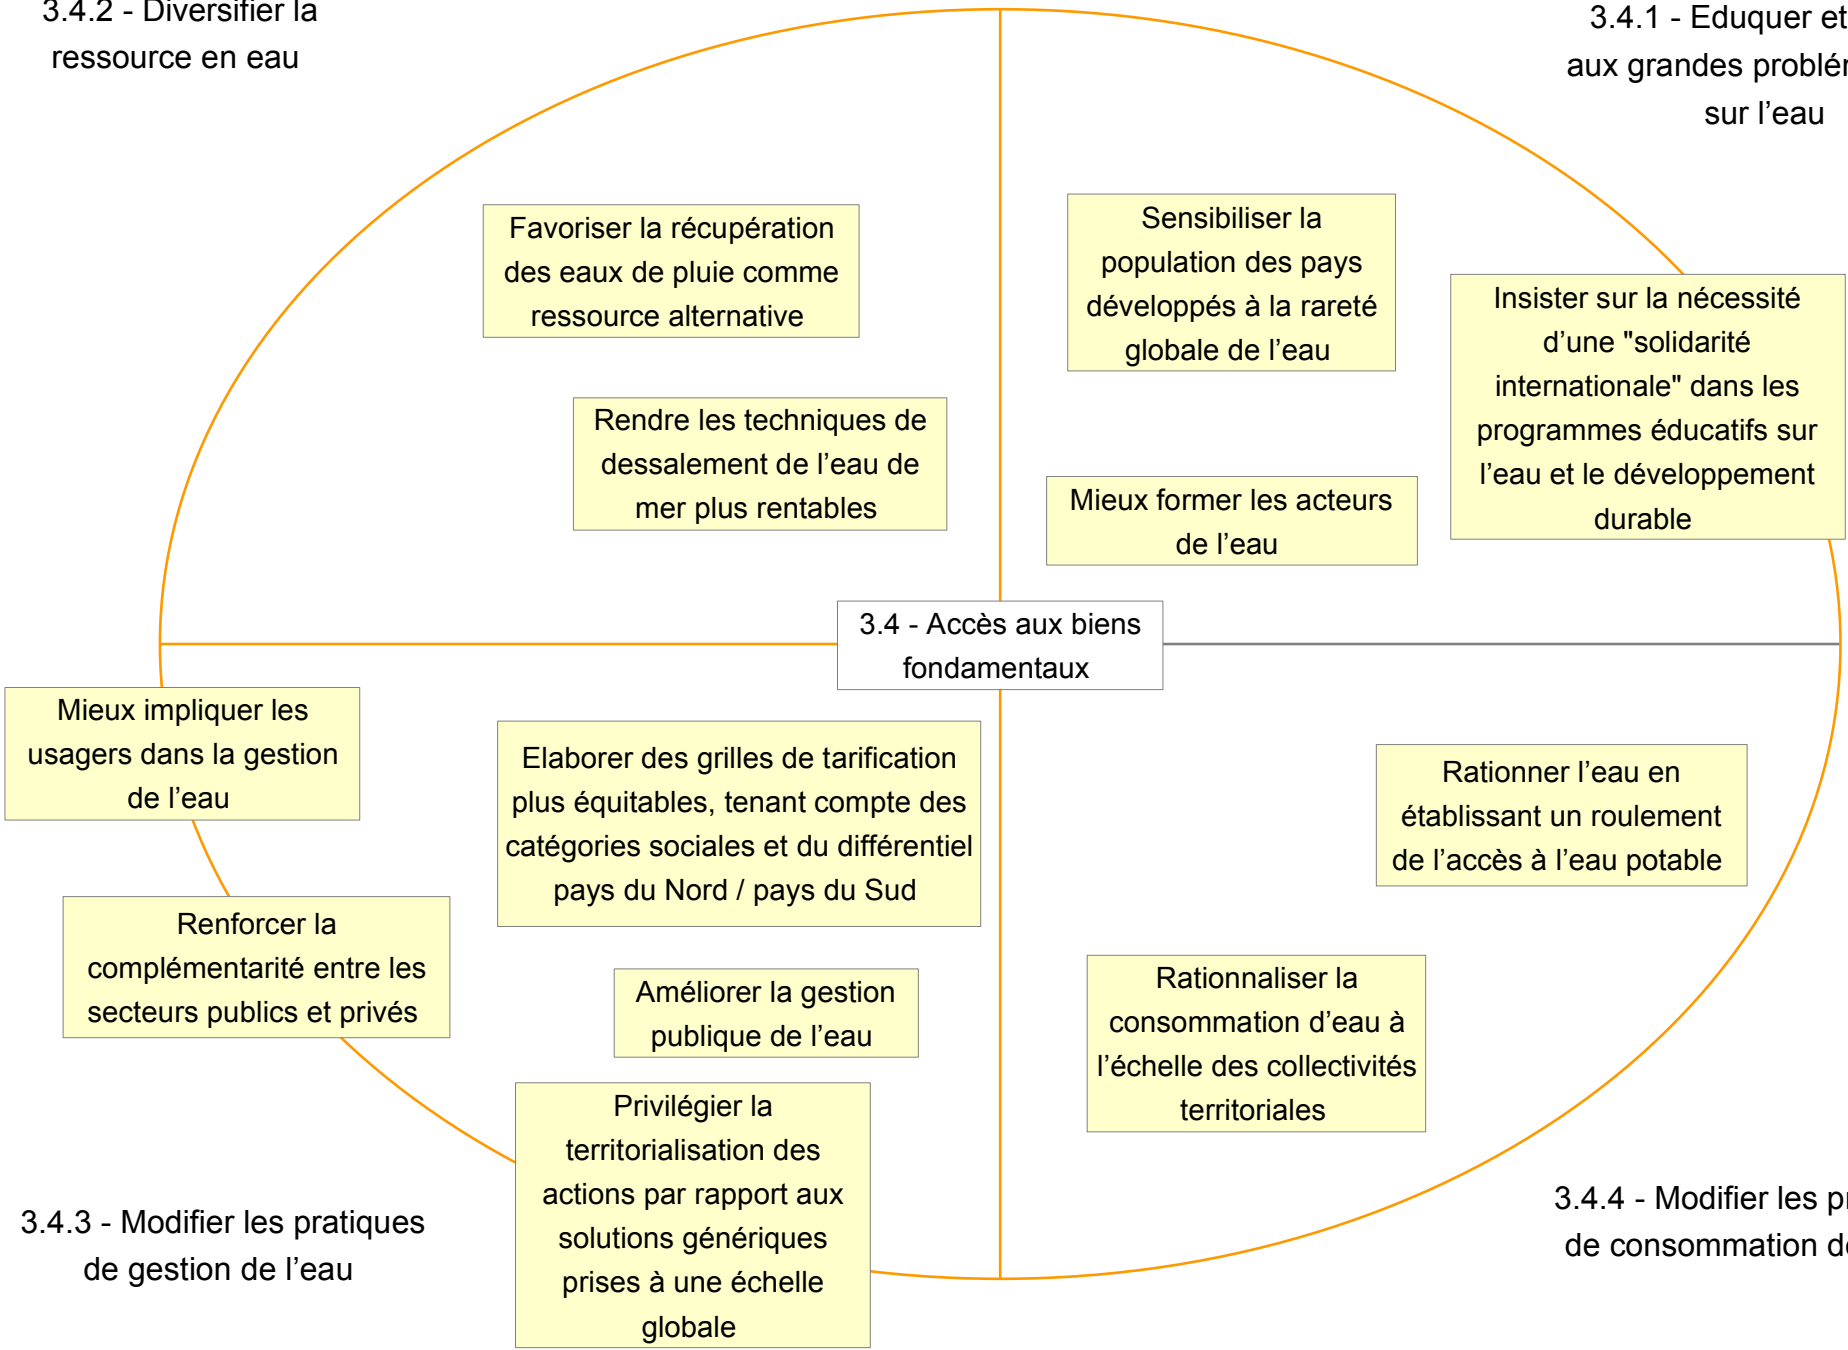 3.4.2 - Diversifier la
ressource en eau
3.4.1 - Eduquer et
aux grandes
sur l’eau
Favoriser la récupération
des eaux de pluie comme
ressource alternative
Sensibiliser la
population des pays
développés à la rareté
globale de l’eau
Insister sur la nécessité
d’une "solidarité
internationale" dans les
programmes éducatifs sur
l’eau et le développement
durable
Rendre les techniques de
dessalement de l’eau de
mer plus rentables
Mieux former les acteurs
de l’eau
3.4 - Accès aux biens
fondamentaux
Mieux impliquer les
usagers dans la gestion
de l’eau
Elaborer des grilles de tarification
plus équitables, tenant compte des
catégories sociales et du différentiel
pays du Nord / pays du Sud
Rationner l’eau en
établissant un roulement
de l’accès à l’eau potable
Renforcer la
complémentarité entre les
secteurs publics et privés
Améliorer la gestion
publique de l’eau
Rationnaliser la
consommation d’eau à
l’échelle des collectivités
territoriales
Privilégier la
territorialisation des
actions par rapport aux
solutions génériques
prises à une échelle
globale
3.4.3 - Modifier les pratiques
de gestion de l’eau
3.4.4 - Modifier les
de consommation